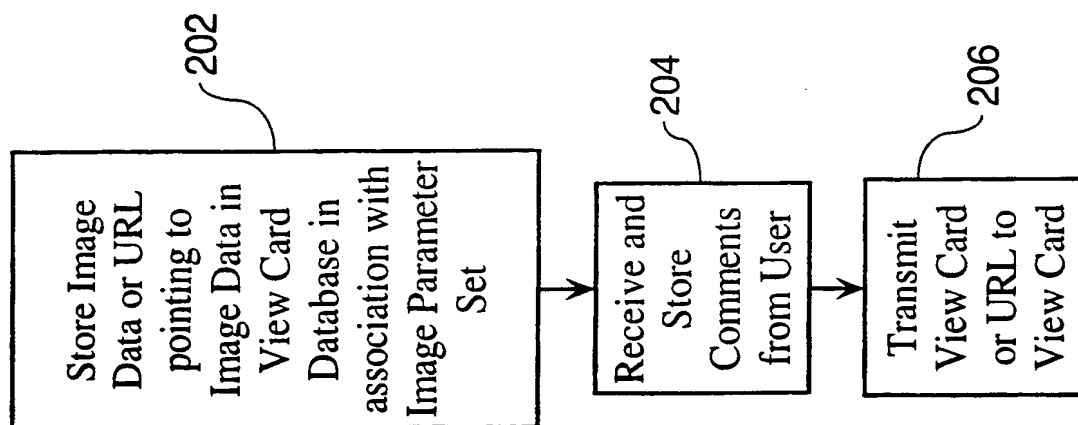 Store Image
Data or URL
pointing to
Image Data in
View Card
Database in
association with
Image Parameter
Set
202
Receive and
Store
Comments
from User
204
Transmit
View Card
or URL to
View Card
206